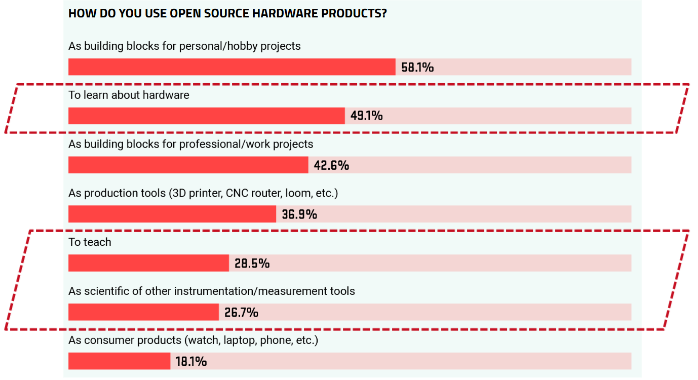 HOW DO YOU USE OPEN SOURCE HARDWARE PRODUCTS?
As building blocks for personal/hobby projects
58.1%
To learn about hardware
49.1%
As building blocks for professional/work projects
42.6%
As production tools (3D printer, CNC router, loom, etc.)
36.9%
To teach
28.5%
As scientific of other instrumentation/measurement tools
26.7%
As consumer products (watch, laptop, phone, etc.)
18.1%